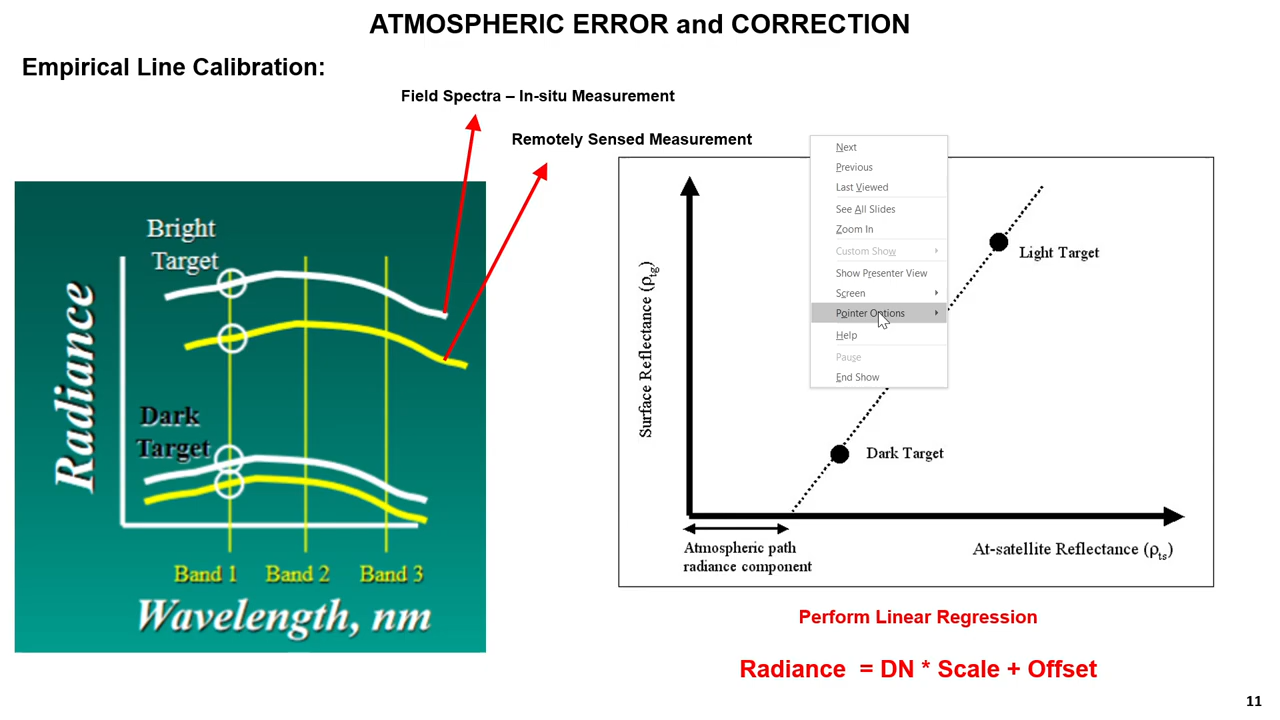 ATMOSPHERIC ERROR and CORRECTION
Empirical Line Calibration:
Field Spectra – In-situ Measurement
Remotely Sensed Measurement
Bright
Target
Dark
Target
Radiance
Band 1
Band 2
Band 3
Wavelength, nm
Next
Previous
Last Viewed
See All Slides
Zoom In
Custom Show
Show Presenter View
Screen
Pointer Options
Help
Pause
End Show
Surface Reflectance (ρtg)
Light Target
Dark Target
Atmospheric path
radiance component
At-satellite Reflectance (ρts)
Perform Linear Regression
Radiance = DN * Scale + Offset
11